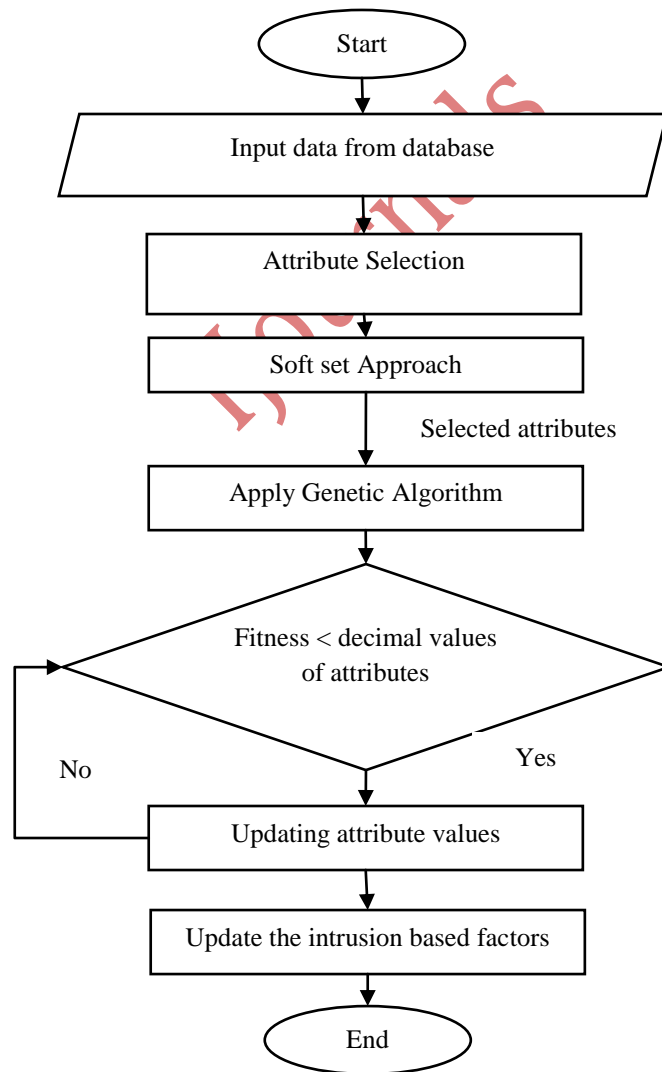 Start
Input data from database
Attribute Selection
Soft set Approach
Selected attributes
Apply Genetic Algorithm
Fitness < decimal values
of attributes
No
Yes
Updating attribute values
Update the intrusion based factors
End